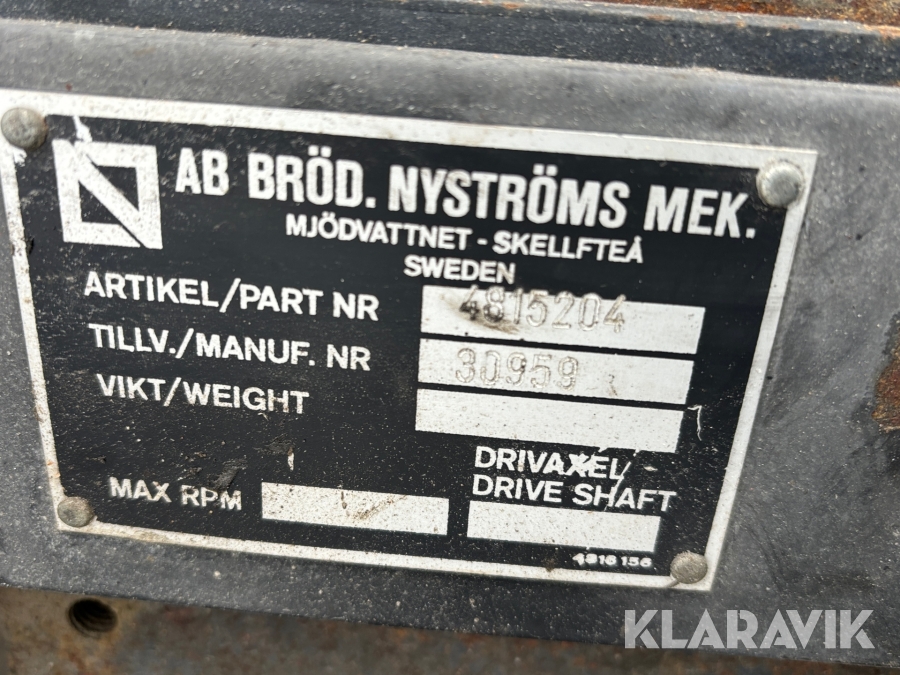 AB BRÖD. NYSTRÖMS MEK.
MJÖDVATTNET - SKELLFTEÅ
SWEDEN
ARTIKEL/PART NR 4815204
TILLV./MANUF. NR 30959
VIKT/WEIGHT
DRIVAXEL/
MAX RPM DRIVE SHAFT
4816156
KLARAVIK